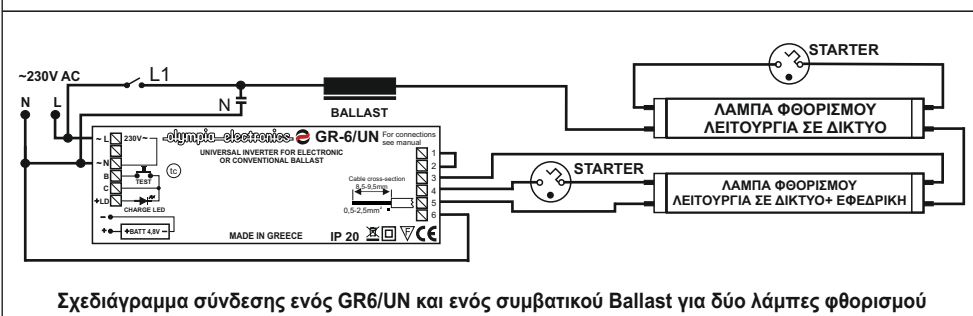 STARTER
~230V AC
L1
N
L
N
BALLAST
ΛΑΜΠΑ ΦΘΟΡΙΣΜΟΥ
ΛΕΙΤΟΥΡΓΙΑ ΣΕ ΔΙΚΤΥΟ
~ L
230V~
olympia electronics
GR-6/UN
For connections
see manual
UNIVERSAL INVERTER FOR ELECTRONIC
OR CONVENTIONAL BALLAST
1
2
3
4
5
6
~N
B
C
+LD
TEST
tc
CHARGE LED
Cable cross-section
8,5-9,5mm
0,5-2,5mm²
STARTER
ΛΑΜΠΑ ΦΘΟΡΙΣΜΟΥ
ΛΕΙΤΟΥΡΓΙΑ ΣΕ ΔΙΚΤΥΟ+ ΕΦΕΔΡΙΚΗ
−
+
+BATT 4,8V −
MADE IN GREECE
IP 20
F
CE
Σχεδιάγραμμα σύνδεσης ενός GR6/UN και ενός συμβατικού Ballast για δύο λάμπες φθορισμού